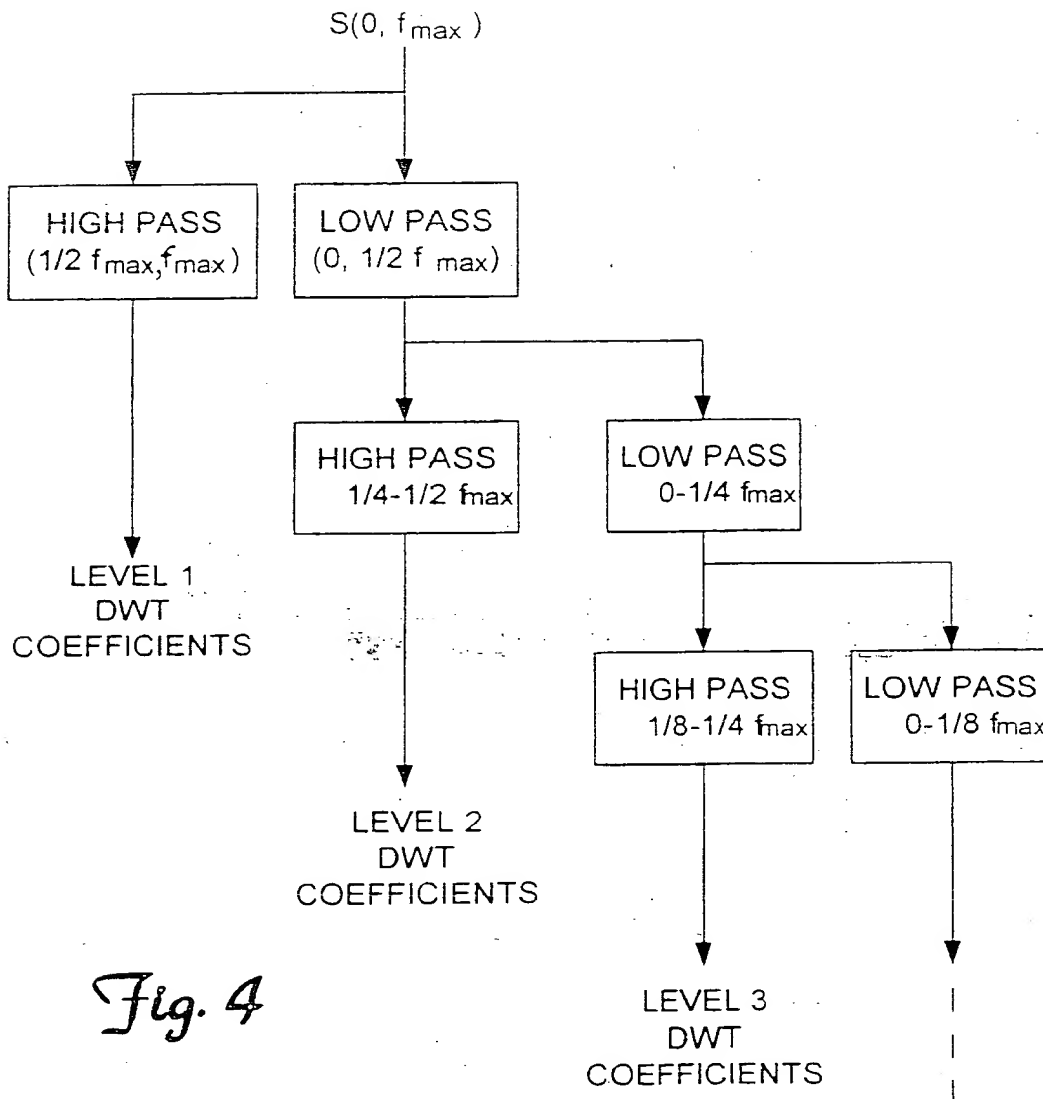 S(0, fmax )
HIGH PASS
(1/2 fmax,fmax)
LOW PASS
(0, 1/2 f max)
HIGH PASS
1/4-1/2 fmax
LOW PASS
0-1/4 fmax
LEVEL 1
DWT
COEFFICIENTS
HIGH PASS
1/8-1/4 fmax
LOW PASS
0-1/8 fmax
LEVEL 2
DWT
COEFFICIENTS
LEVEL 3
DWT
COEFFICIENTS
Fig. 4